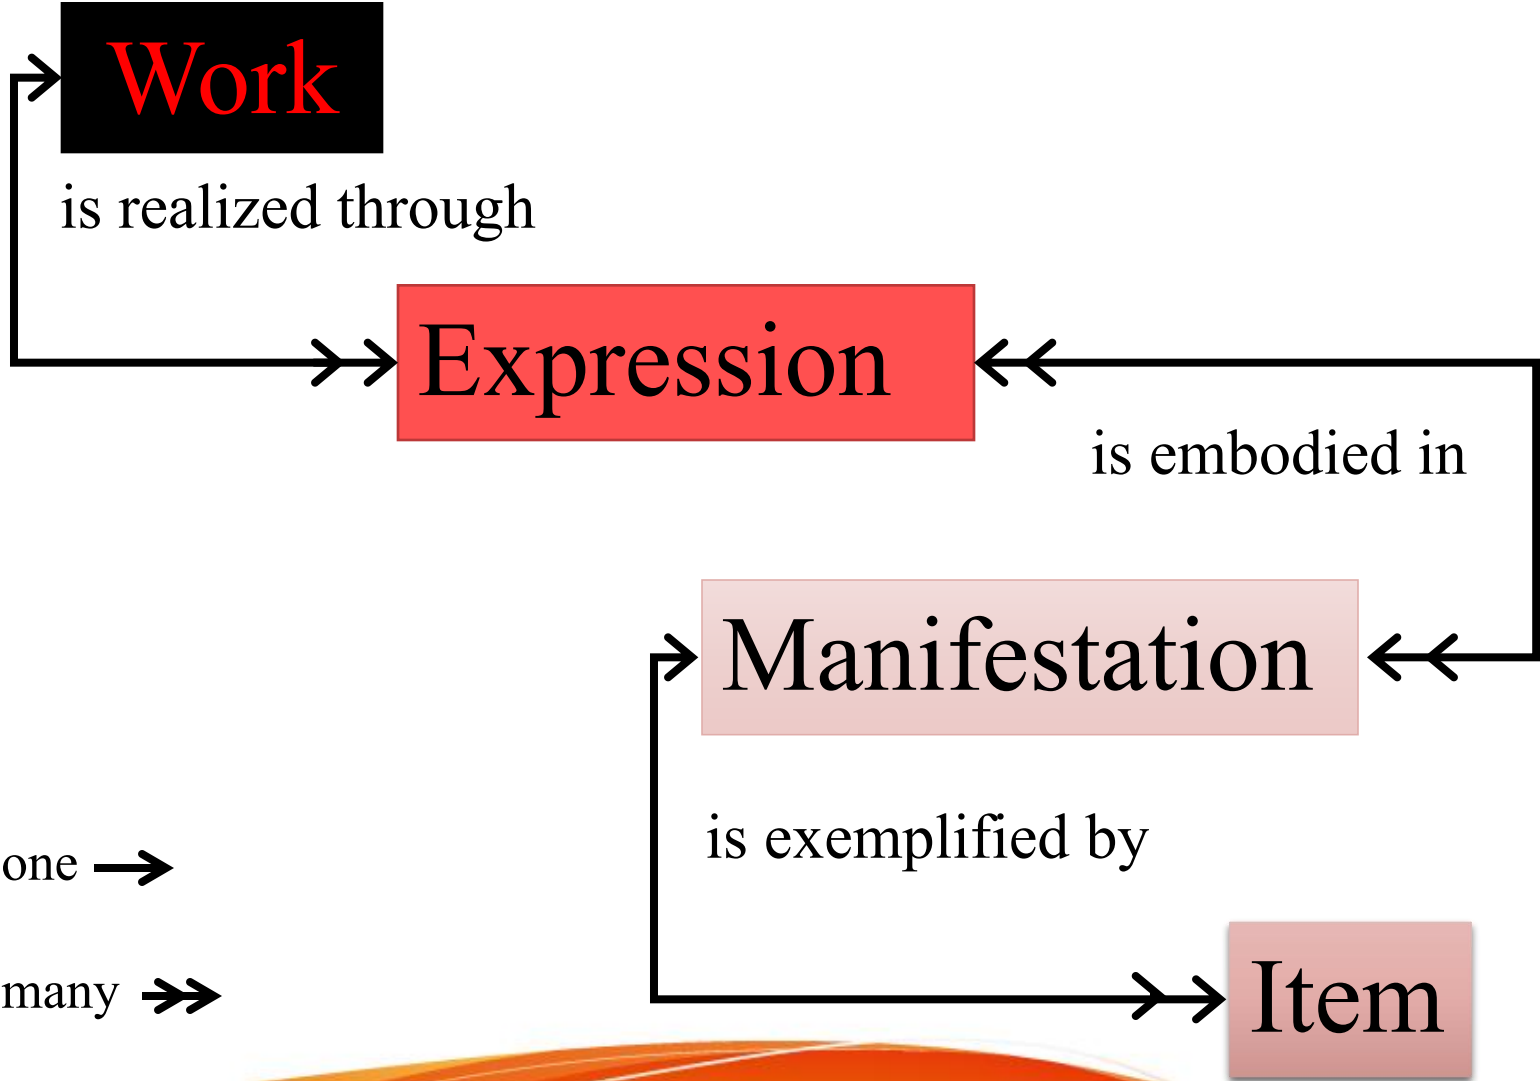 Work
is realized through
Expression
is embodied in
Manifestation
is exemplified by
one
many
Item